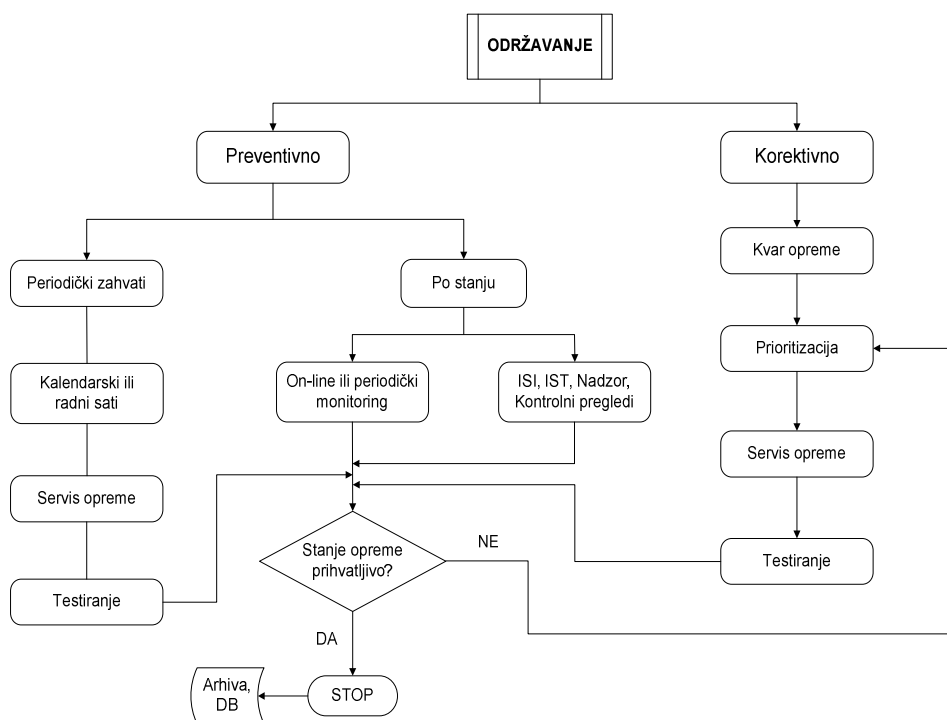 ODRŽAVANJE
Preventivno
Korektivno
Periodički zahvati
Po stanju
Kvar opreme
Kalendarski ili
radni sati
On-line ili periodički
monitoring
ISI, IST, Nadzor,
Kontrolni pregledi
Prioritizacija
Servis opreme
Servis opreme
Testiranje
Stanje opreme
prihvatljivo?
NE
Testiranje
DA
STOP
Arhiva,
DB